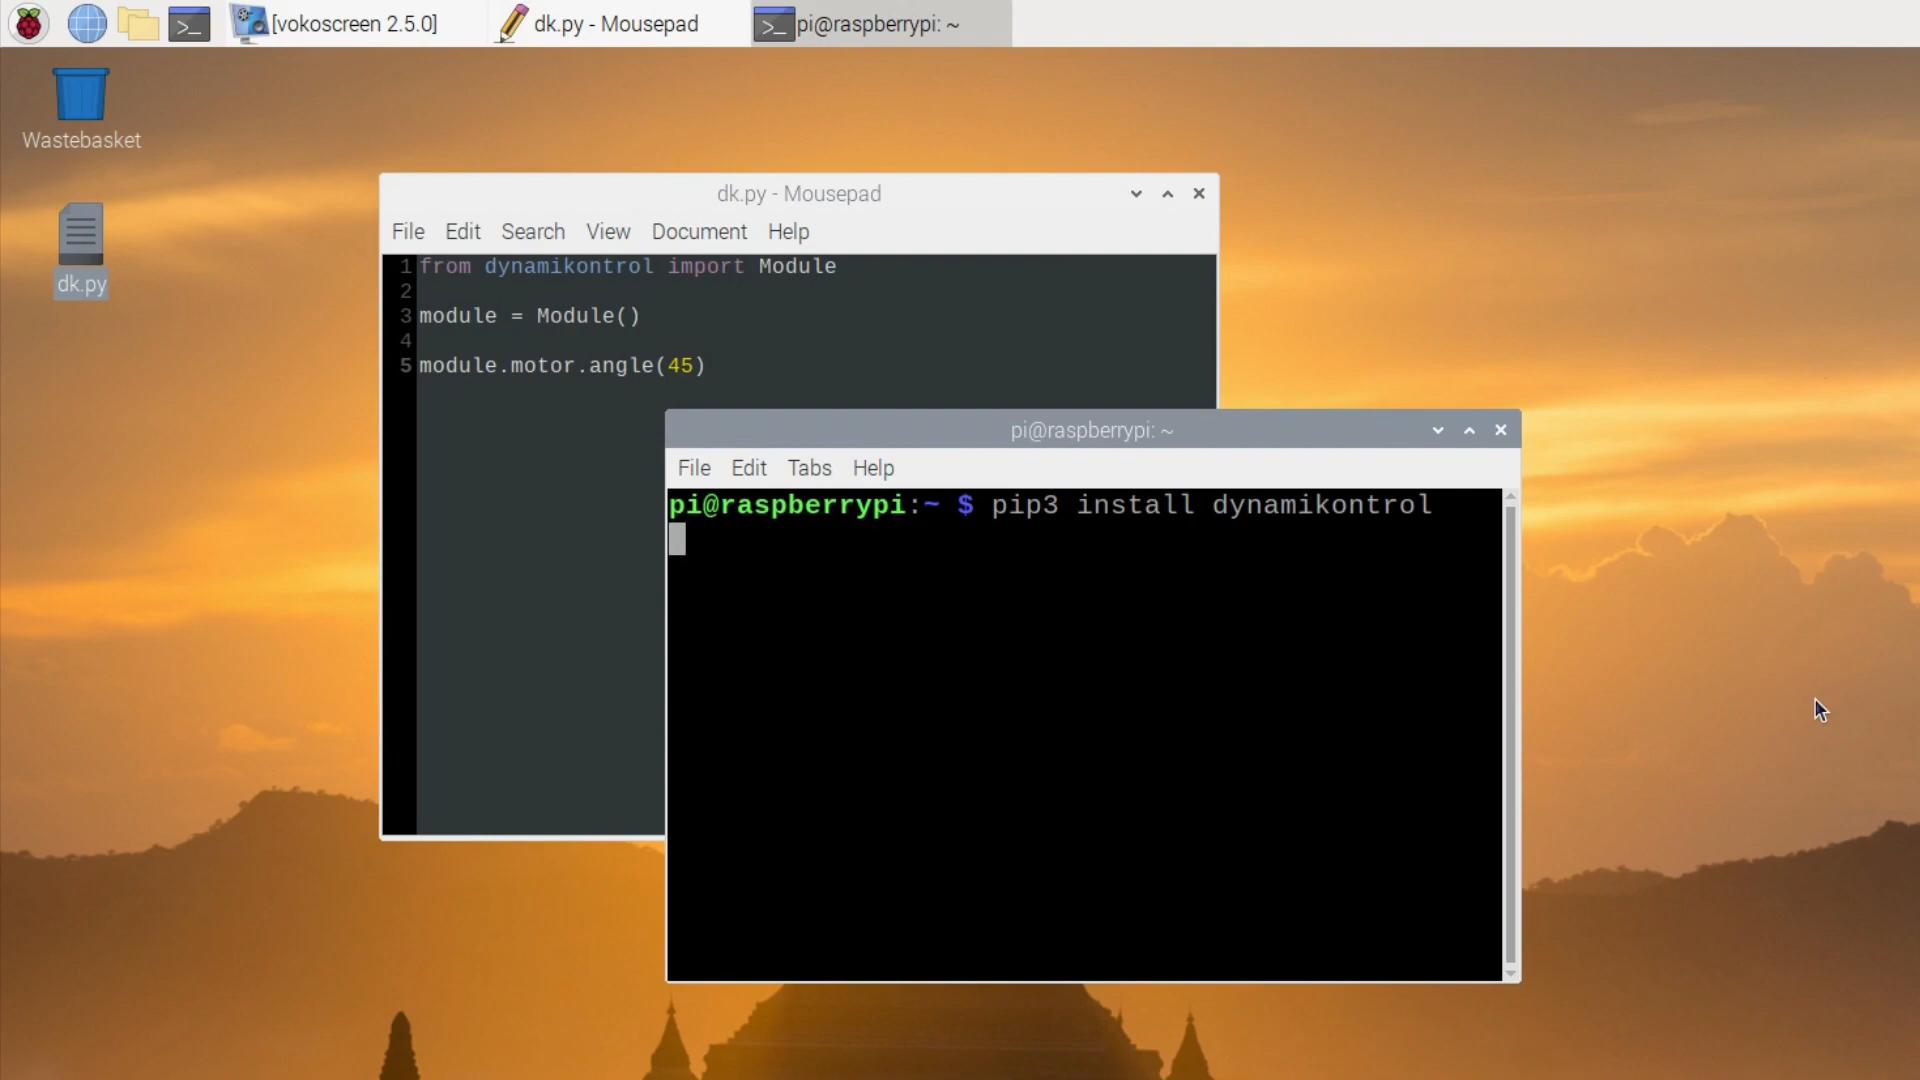 [vokoscreen 2.5.0]
dk.py - Mousepad
pi@raspberrypi: ~
Wastebasket
dk.py
dk.py - Mousepad
File Edit Search View Document Help
1 from dynamikontrol import Module
2
3 module = Module()
4
5 module.motor.angle(45)
pi@raspberrypi: ~
File Edit Tabs Help
pi@raspberrypi:~ $ pip3 install dynamikontrol